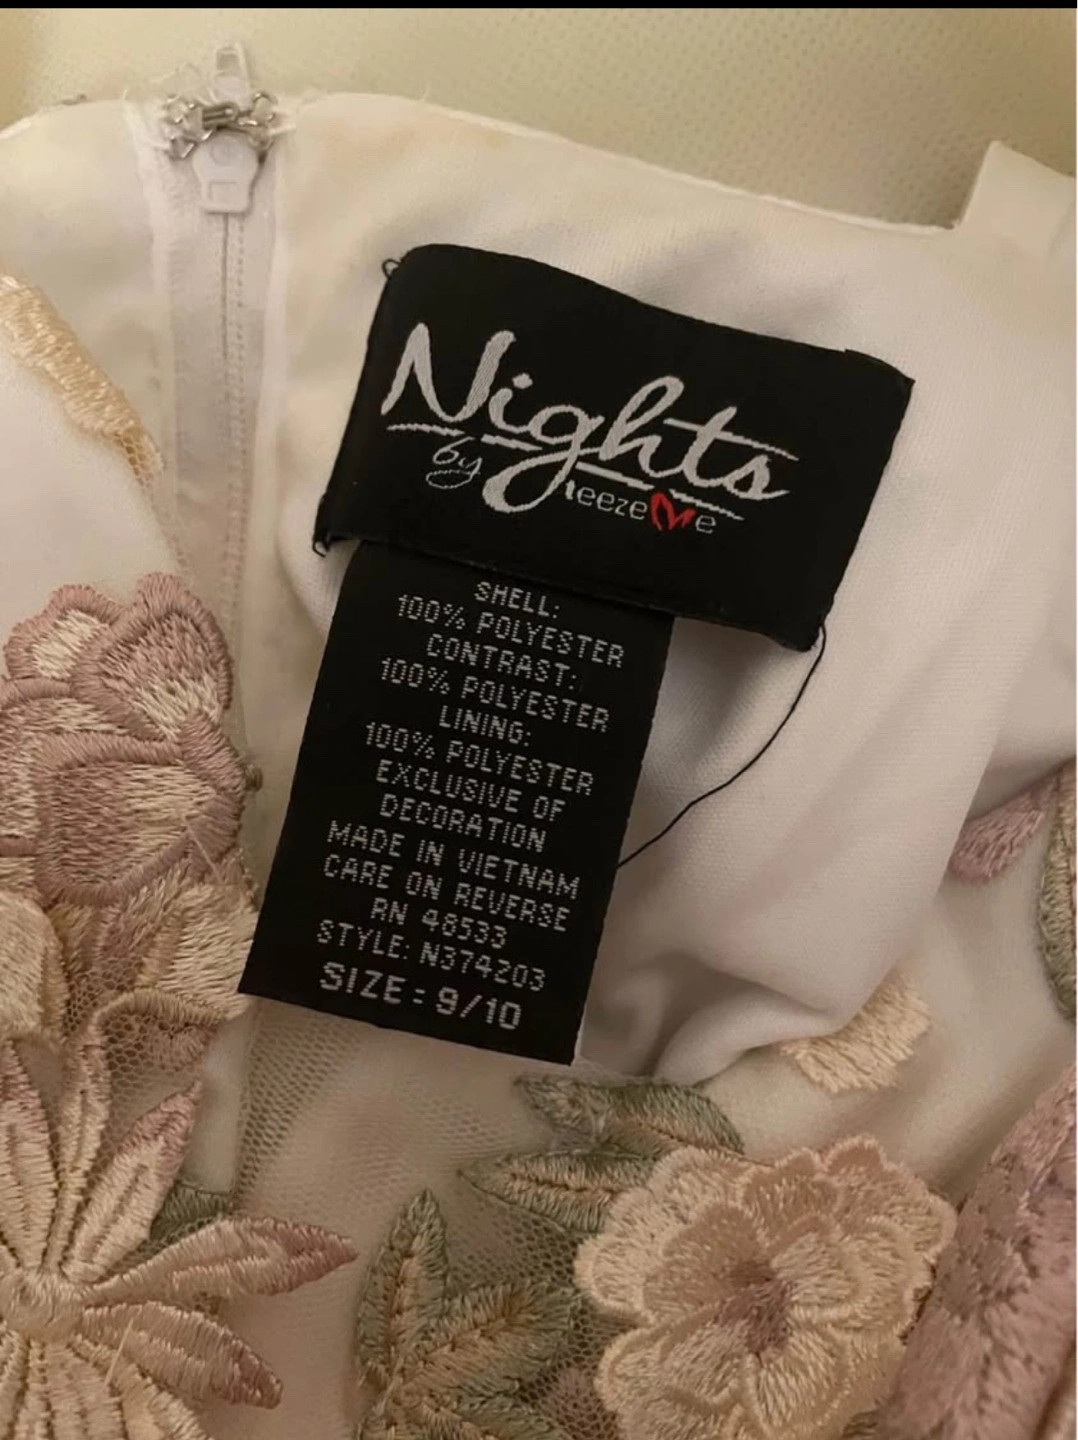 Nights
by teezeMe
SHELL:
100% POLYESTER
CONTRAST:
100% POLYESTER
LINING:
100% POLYESTER
EXCLUSIVE OF
DECORATION
MADE IN VIETNAM
CARE ON REVERSE
RN 48533
STYLE: N374203
SIZE: 9/10